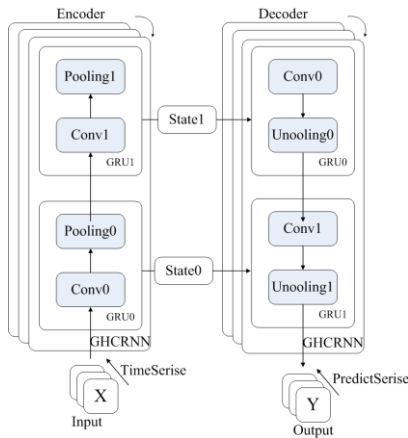 Encoder
Decoder
Pooling1
Conv1
GRU1
State1
Conv0
Unooling0
GRU0
Pooling0
Conv0
GRU0
State0
Conv1
Unooling1
GRU1
GHCRNN
GHCRNN
TimeSerise
X
Input
PredictSerise
Y
Output